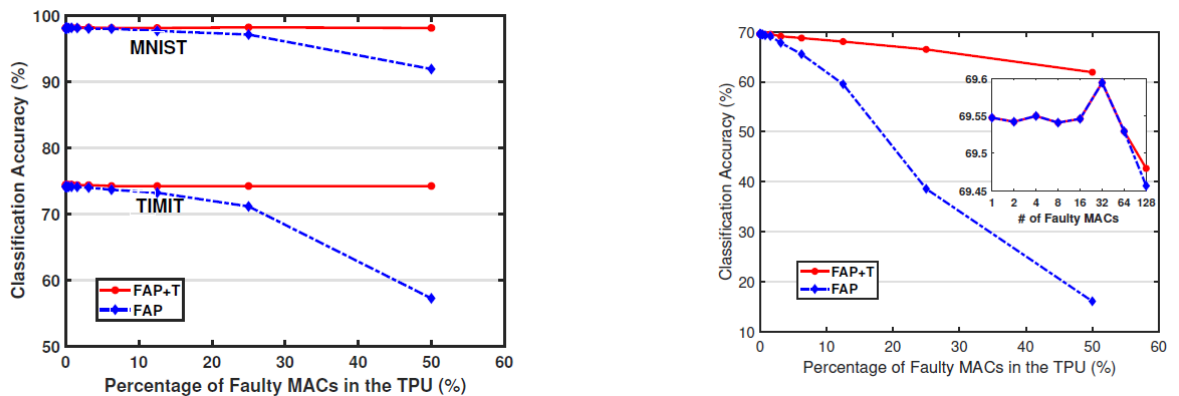 100
90
80
70
60
50
0
10
20
30
40
50
60
Classification Accuracy (%)
Percentage of Faulty MACs in the TPU (%)
MNIST
TIMIT
FAP+T
FAP
70
60
50
40
30
20
10
0
10
20
30
40
50
60
Classification Accuracy (%)
Percentage of Faulty MACs in the TPU (%)
69.6
69.55
69.5
69.45
1 2 4 8 16 32 64 128
# of Faulty MACs
FAP+T
FAP